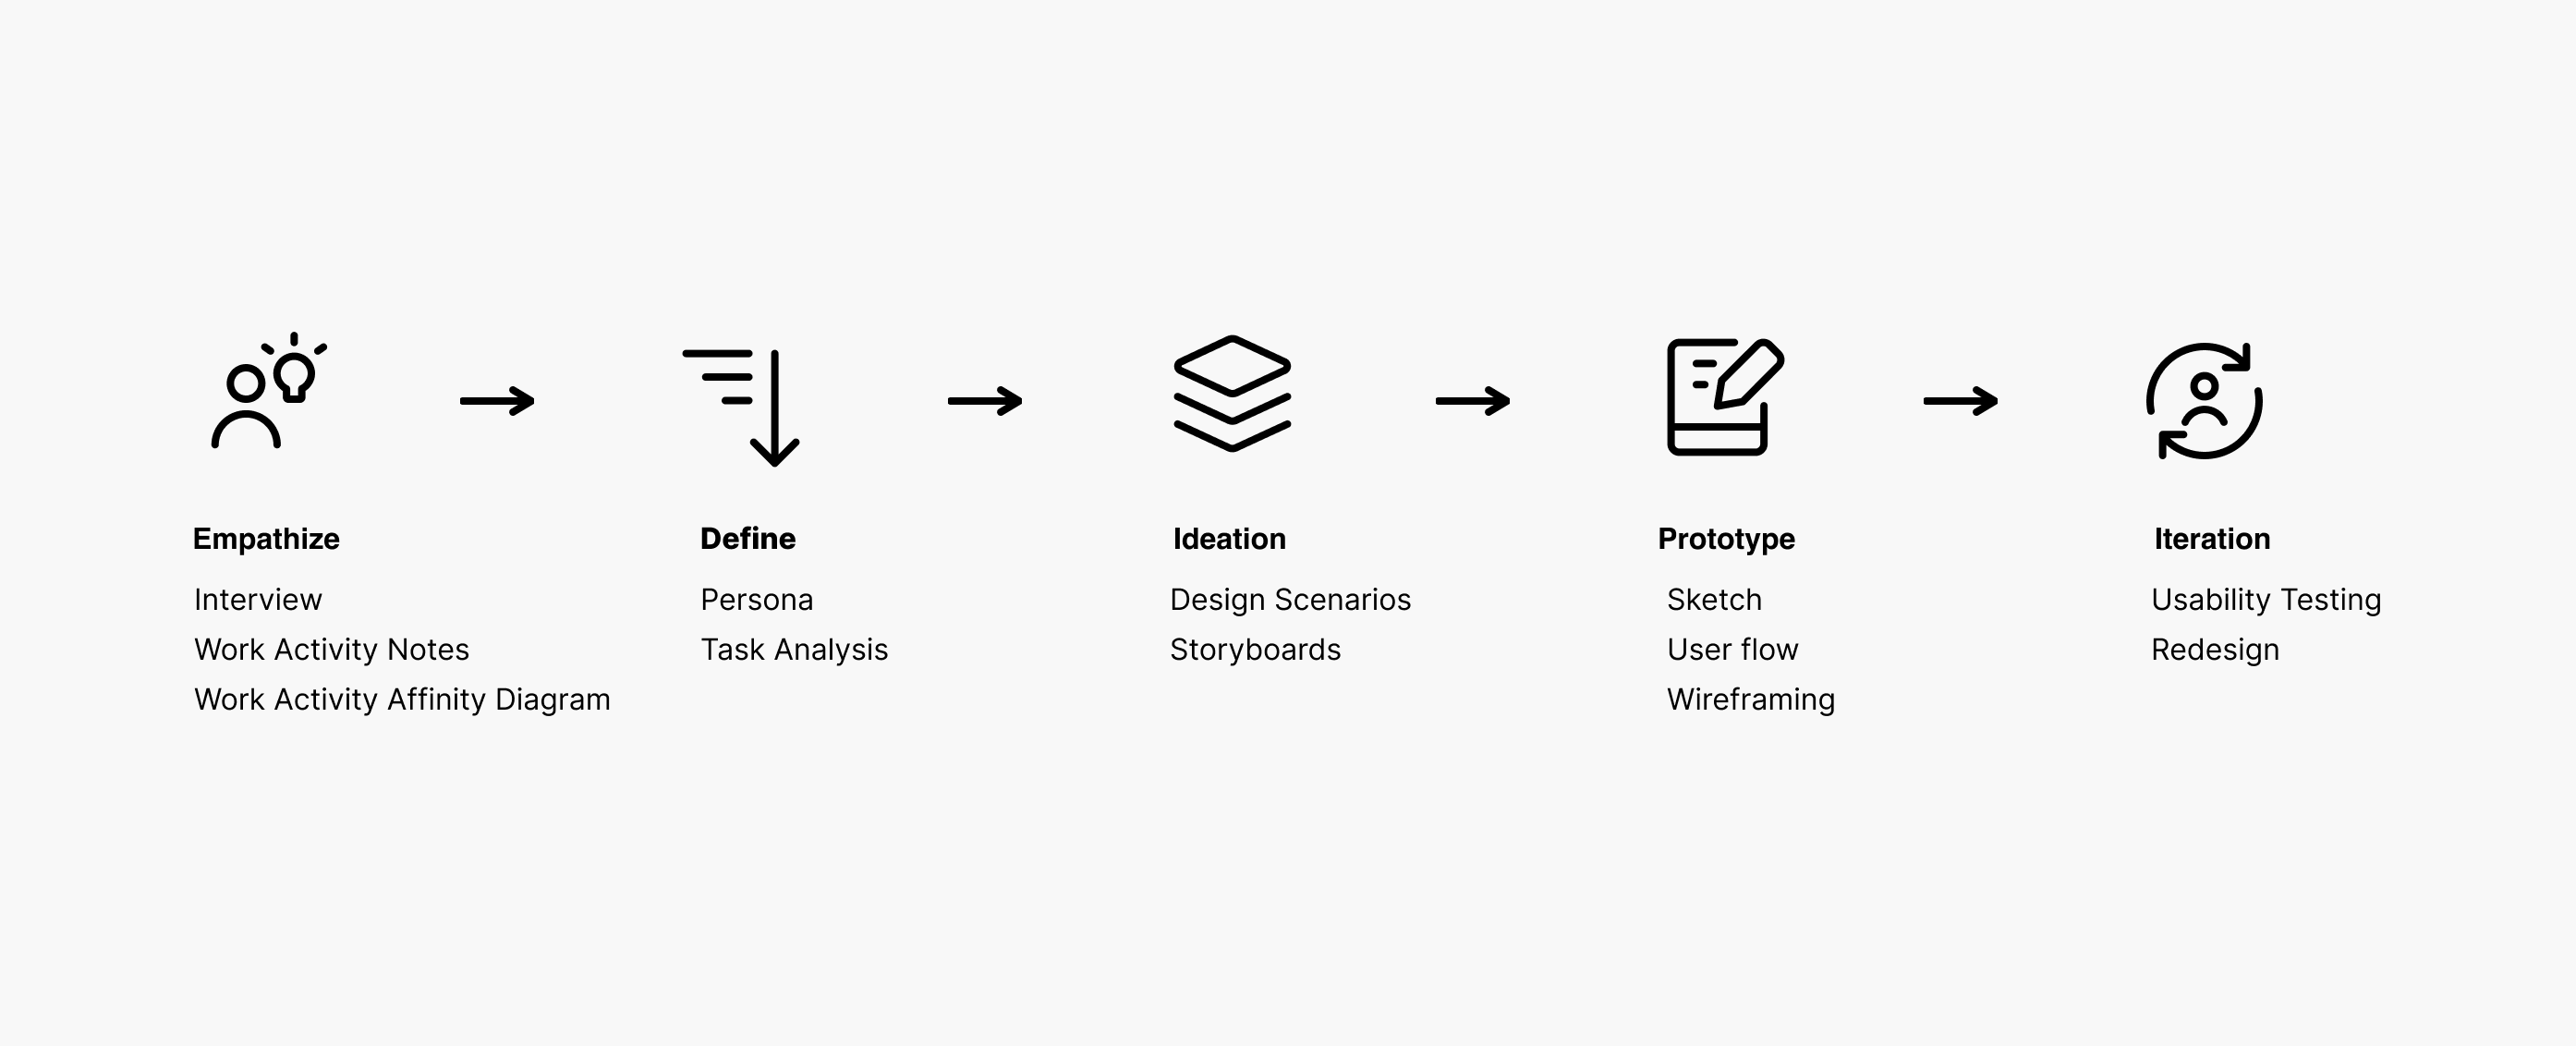 Empathize
Interview
Work Activity Notes
Work Activity Affinity Diagram
Define
Persona
Task Analysis
Ideation
Design Scenarios
Storyboards
Prototype
Sketch
User flow
Wireframing
Iteration
Usability Testing
Redesign